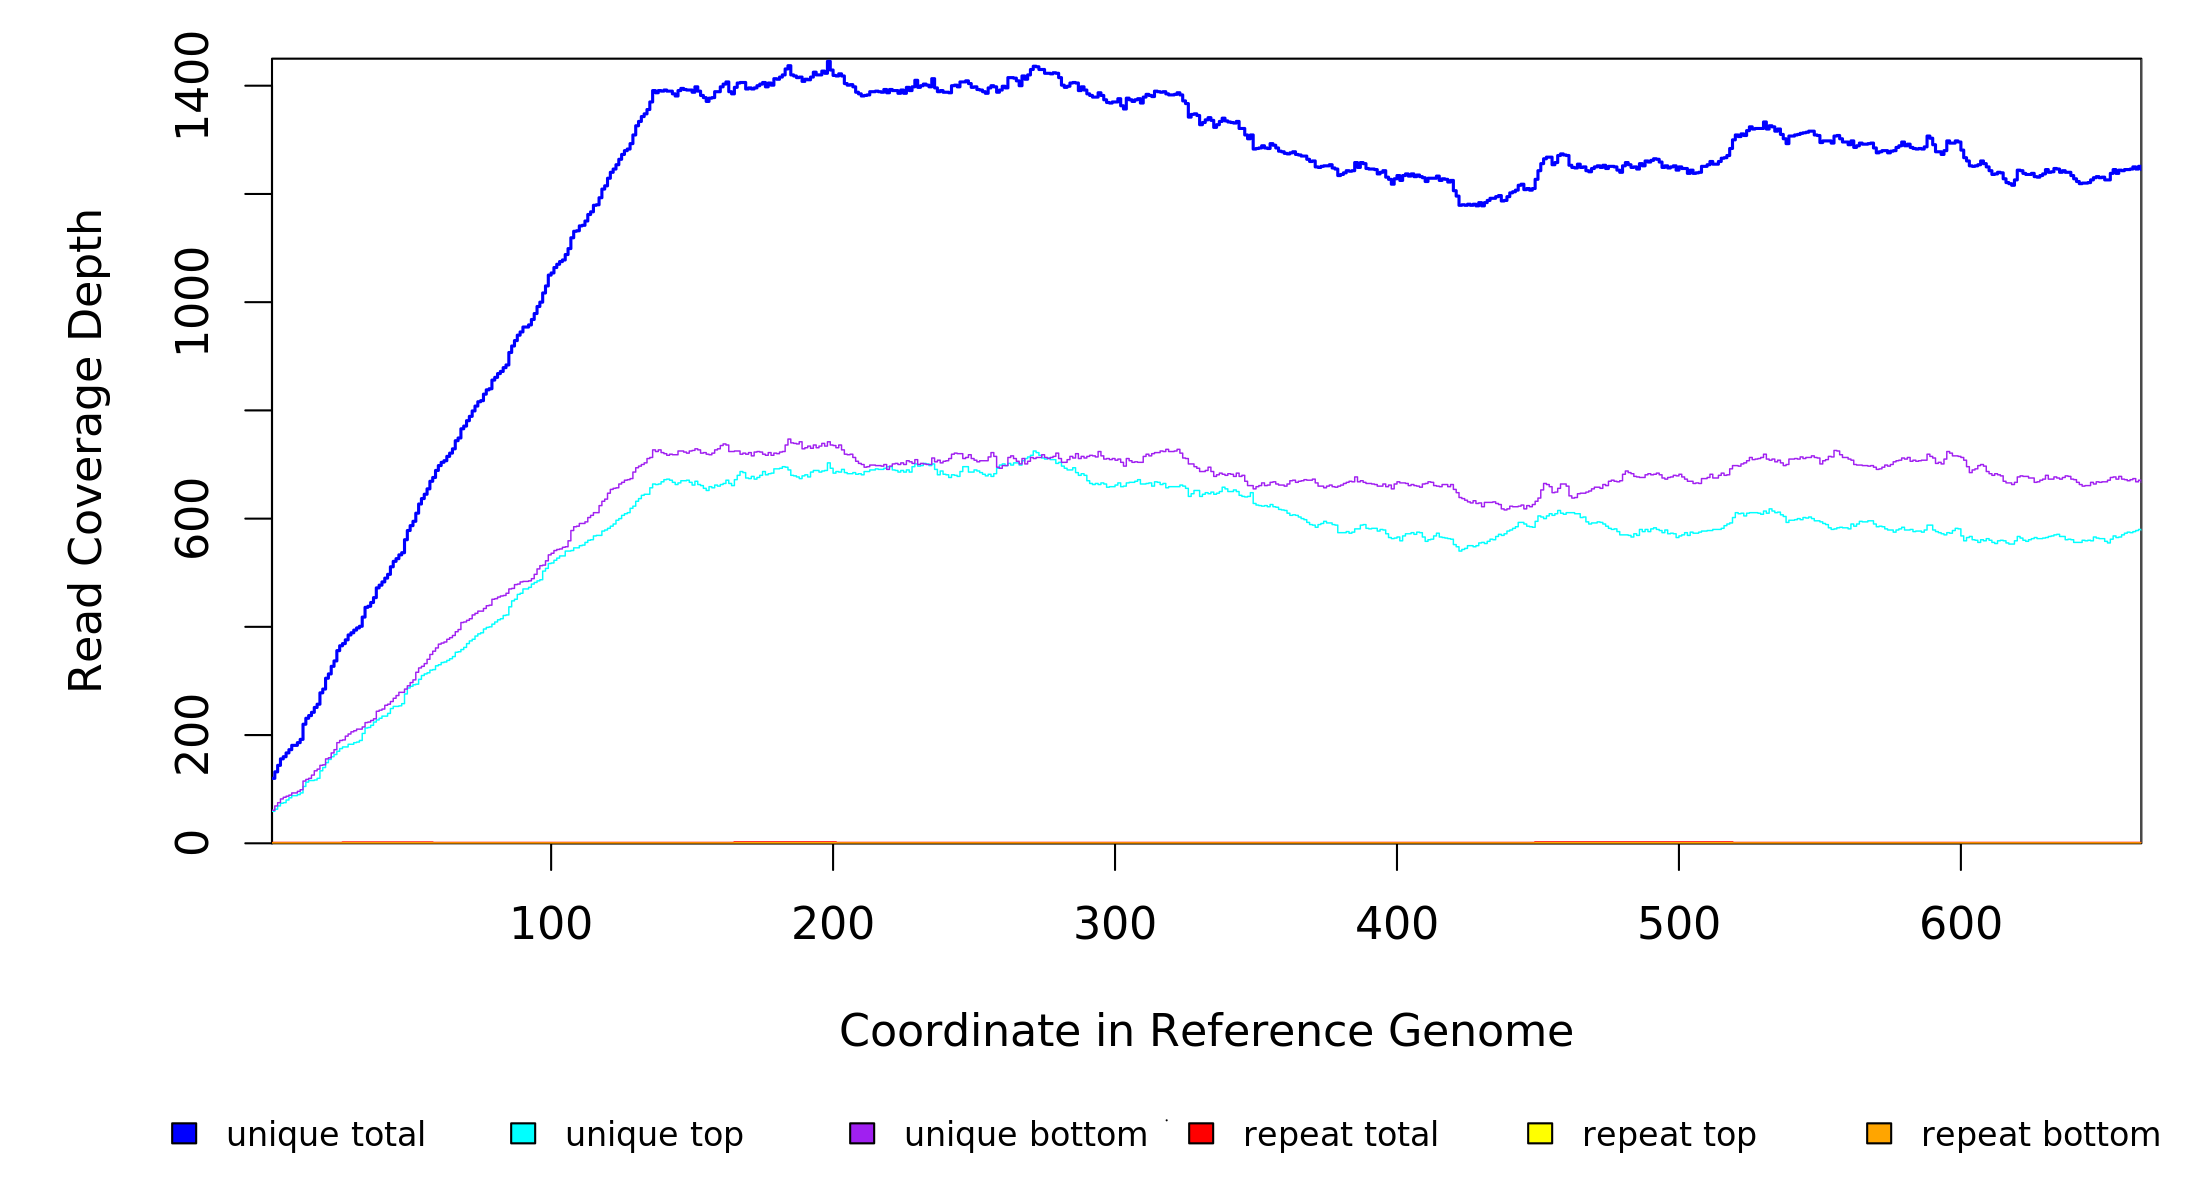 Read Coverage Depth
1400
1000
600
200
0
100 200 300 400 500 600
Coordinate in Reference Genome
unique total unique top unique bottom repeat total repeat top repeat bottom